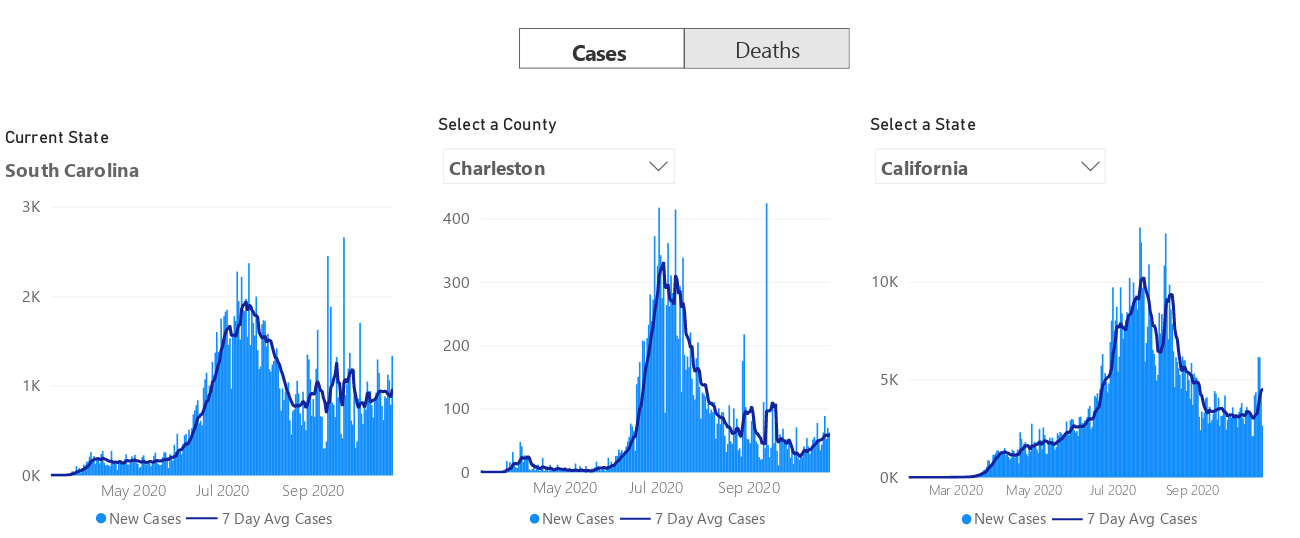 Cases
Deaths
Current State
South Carolina
3K
2K
1K
0K
May 2020
Jul 2020
Sep 2020
New Cases
7 Day Avg Cases
Select a County
Charleston
400
300
200
100
0
May 2020
Jul 2020
Sep 2020
New Cases
7 Day Avg Cases
Select a State
California
10K
5K
0K
Mar 2020
May 2020
Jul 2020
Sep 2020
New Cases
7 Day Avg Cases